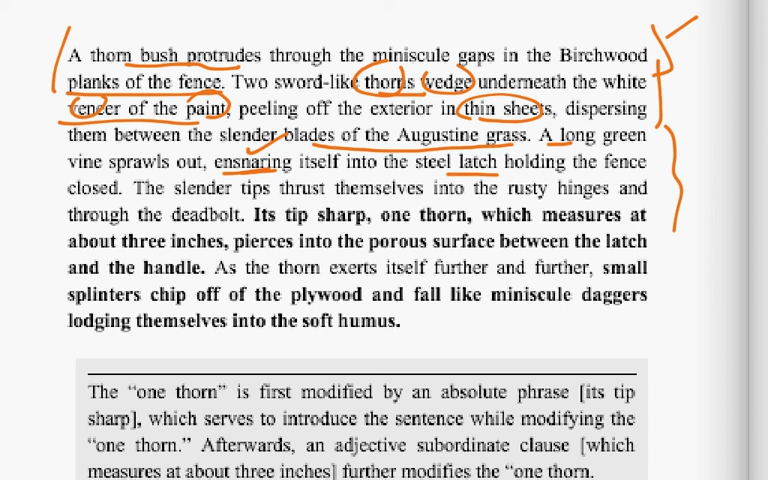 A thorn bush protrudes through the miniscule gaps in the Birchwood
planks of the fence. Two sword-like thorns wedge underneath the white
veneer of the paint, peeling off the exterior in thin sheets, dispersing
them between the slender blades of the Augustine grass. A long green
vine sprawls out, ensnaring itself into the steel latch holding the fence
closed. The slender tips thrust themselves into the rusty hinges and
through the deadbolt. Its tip sharp, one thorn, which measures at
about three inches, pierces into the porous surface between the latch
and the handle. As the thorn exerts itself further and further, small
splinters chip off of the plywood and fall like miniscule daggers
lodging themselves into the soft humus.
The “one thorn” is first modified by an absolute phrase [its tip
sharp], which serves to introduce the sentence while modifying the
“one thorn.” Afterwards, an adjective subordinate clause [which
measures at about three inches] further modifies the “one thorn.